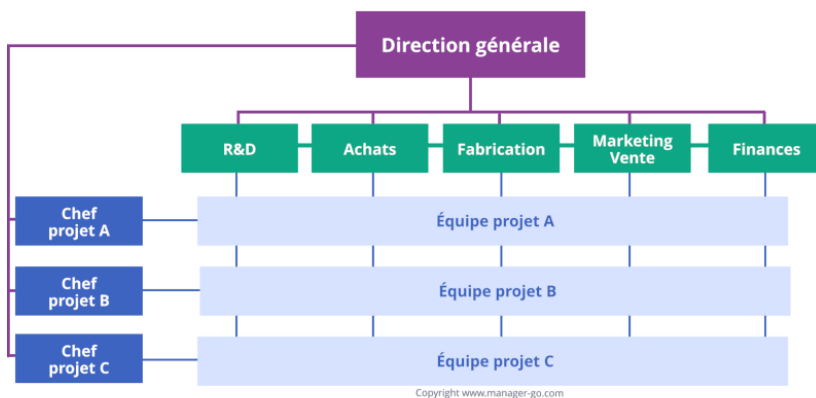 Direction générale
R&D
Achats
Fabrication
Marketing
Vente
Finances
Chef
projet A
Équipe projet A
Chef
projet B
Équipe projet B
Chef
projet C
Équipe projet C
Copyright www.manager-go.com